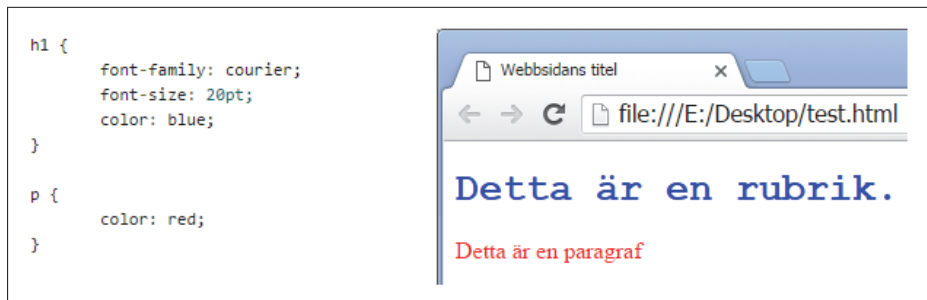 h1 {
font-family: courier;
font-size: 20pt;
color: blue;
}
p {
color: red;
}
Webbsidans titel
file:///E:/Desktop/test.html
Detta är en rubrik.
Detta är en paragraf